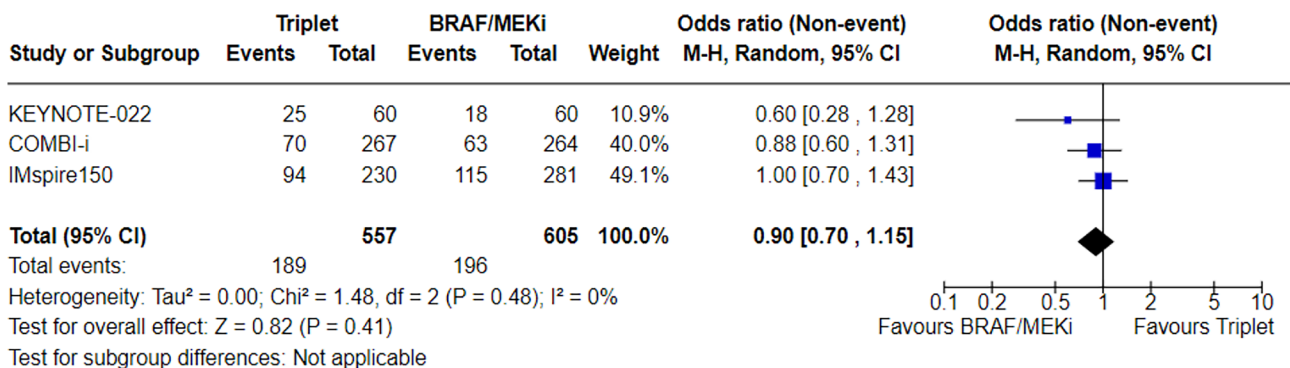 Triplet BRAF/MEKi Odds ratio (Non-event) Odds ratio (Non-event)
Study or Subgroup Events Total Events Total Weight M-H, Random, 95% CI M-H, Random, 95% CI
KEYNOTE-022 25 60 18 60 10.9% 0.60 [0.28 , 1.28]
COMBI-i 70 267 63 264 40.0% 0.88 [0.60 , 1.31]
IMspire150 94 230 115 281 49.1% 1.00 [0.70 , 1.43]
Total (95% CI) 557 605 100.0% 0.90 [0.70 , 1.15]
Total events: 189 196
Heterogeneity: Tau² = 0.00; Chi² = 1.48, df = 2 (P = 0.48); I² = 0%
0.1 0.2 0.5 1 2 5 10
Test for overall effect: Z = 0.82 (P = 0.41)
Favours BRAF/MEKi Favours Triplet
Test for subgroup differences: Not applicable